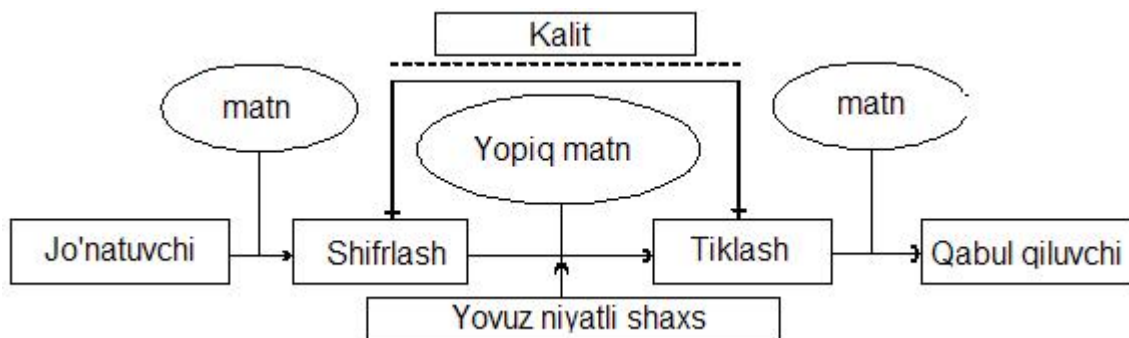 Kalit
matn
matn
Yopiq matn
Jo'natuvchi
Shifrlash
Tiklash
Qabul qiluvchi
Yovuz niyatli shaxs